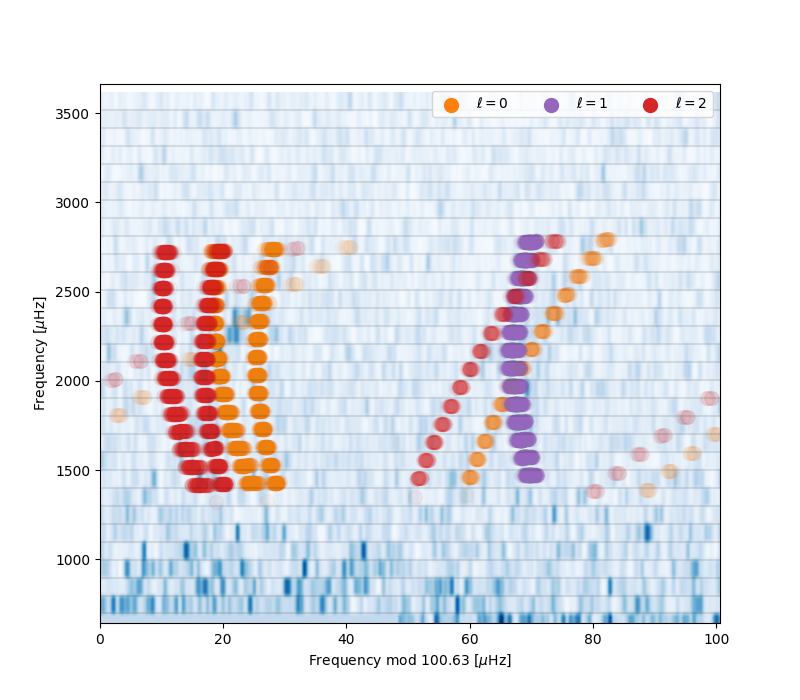 ℓ = 0 ℓ = 1 ℓ = 2
3500
3000
2500
2000
1500
1000
Frequency [μHz]
0 20 40 60 80 100
Frequency mod 100.63 [μHz]